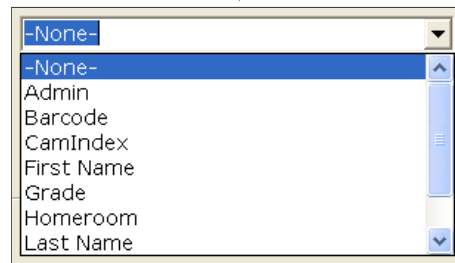 -None-
-None-
Admin
Barcode
CamIndex
First Name
Grade
Homeroom
Last Name